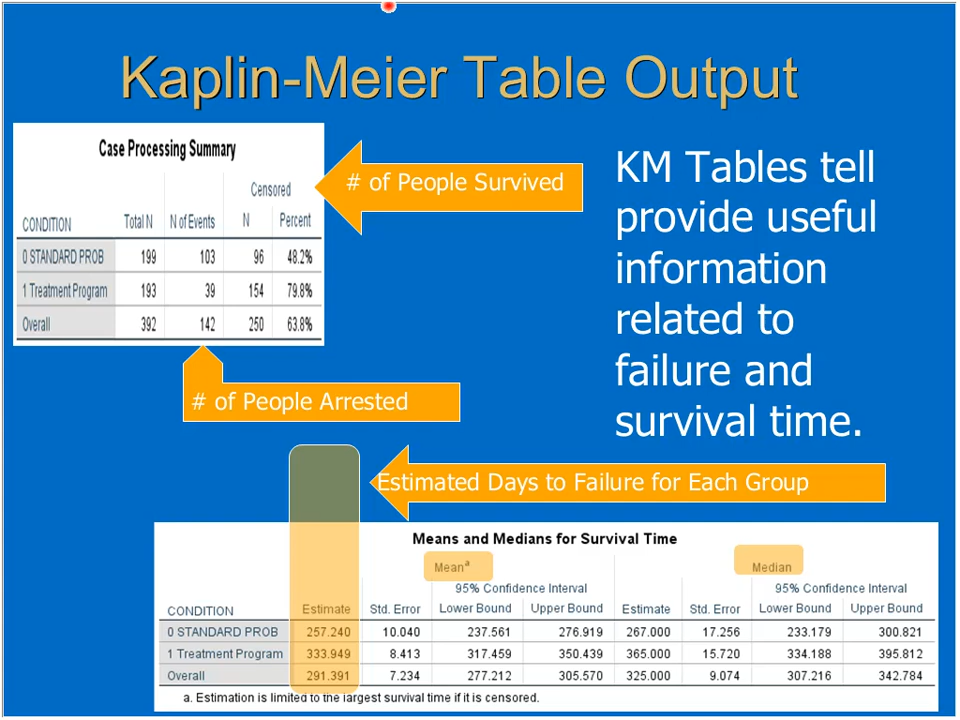 Kaplin-Meier Table Output
Case Processing Summary
Censored
CONDITION Total N N of Events N Percent
0 STANDARD PROB 199 103 96 48.2%
1 Treatment Program 193 39 154 79.8%
Overall 392 142 250 63.8%
# of People Survived
# of People Arrested
KM Tables tell
provide useful
information
related to
failure and
survival time.
Estimated Days to Failure for Each Group
Means and Medians for Survival Time
Meanᵃ Median
95% Confidence Interval 95% Confidence Interval
CONDITION Estimate Std. Error Lower Bound Upper Bound Estimate Std. Error Lower Bound Upper Bound
0 STANDARD PROB 257.240 10.040 237.561 276.919 267.000 17.256 233.179 300.821
1 Treatment Program 333.949 8.413 317.459 350.439 365.000 15.720 334.188 395.812
Overall 291.391 7.234 277.212 305.570 325.000 9.074 307.216 342.784
a. Estimation is limited to the largest survival time if it is censored.